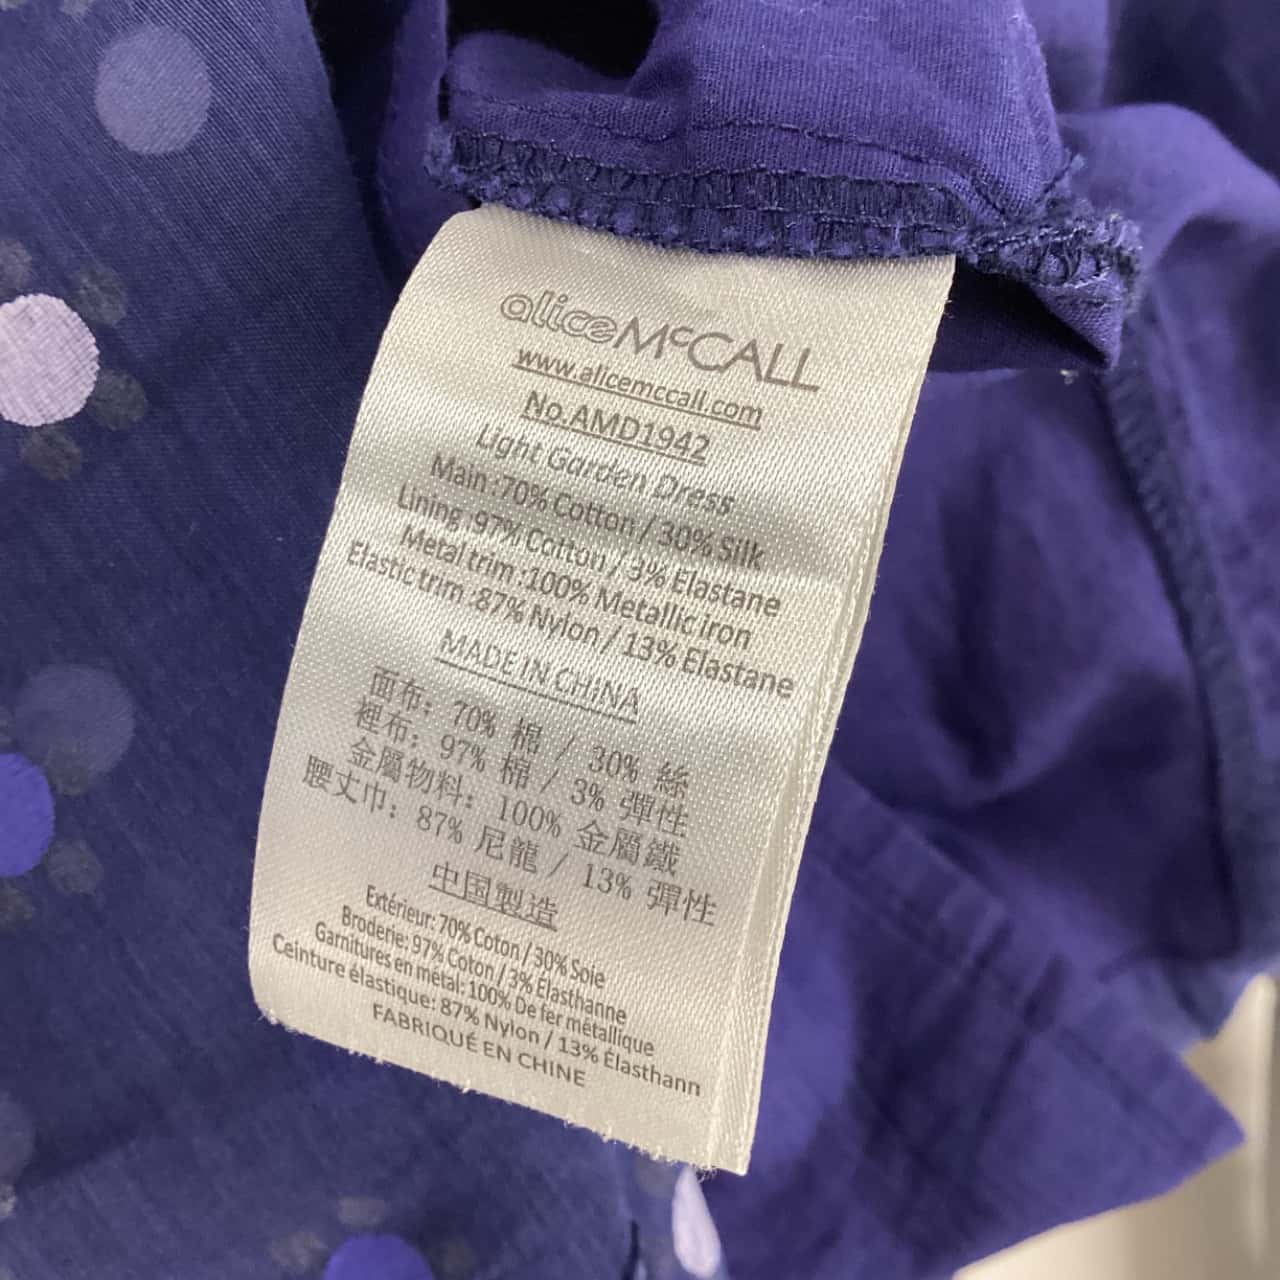 alice McCALL
www.alicemccall.com
No.AMD1942
Light Garden Dress
Main :70% Cotton / 30% Silk
Lining :97% Cotton / 3% Elastane
Metal trim :100% Metallic iron
Elastic trim :87% Nylon / 13% Elastane
MADE IN CHINA
面布: 70% 棉 / 30% 絲
裡布: 97% 棉 / 3% 彈性
金屬物料: 100% 金屬鐵
腰丈巾: 87% 尼龍 / 13% 彈性
中国製造
Extérieur: 70% Coton / 30% Soie
Broderie: 97% Coton / 3% Élasthanne
Garnitures en métal: 100% De fer métallique
Ceinture élastique: 87% Nylon / 13% Élasthann
FABRIQUÉ EN CHINE